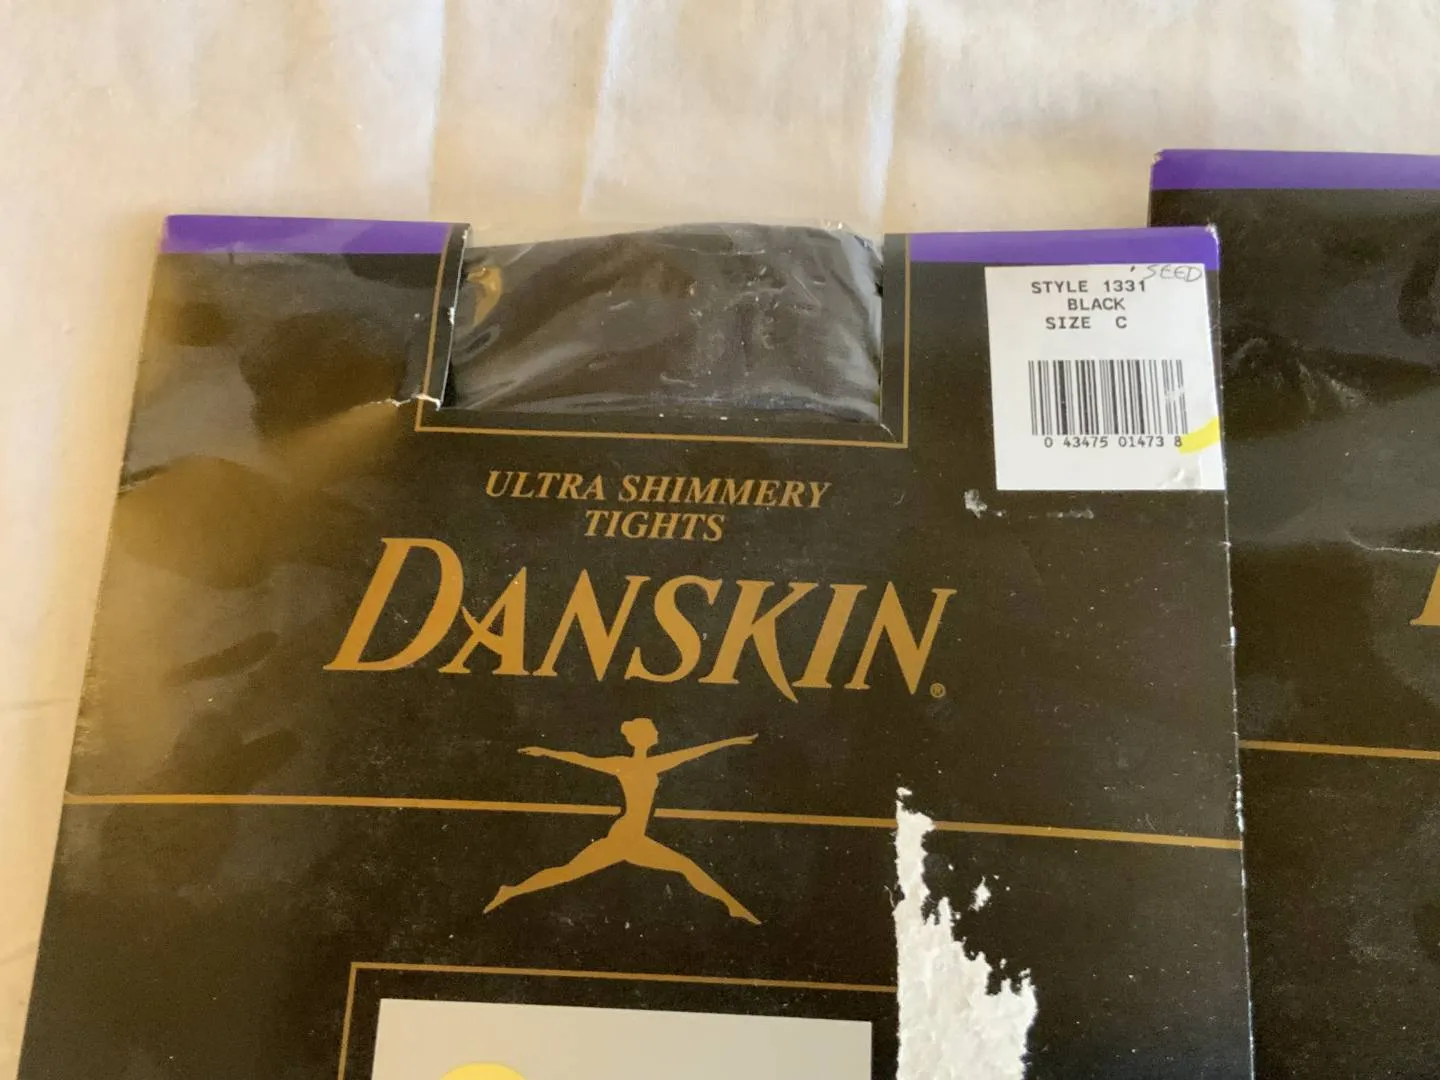 'SEED
STYLE 1331
BLACK
SIZE C
0 43475 01473 8
ULTRA SHIMMERY
TIGHTS
DANSKIN®